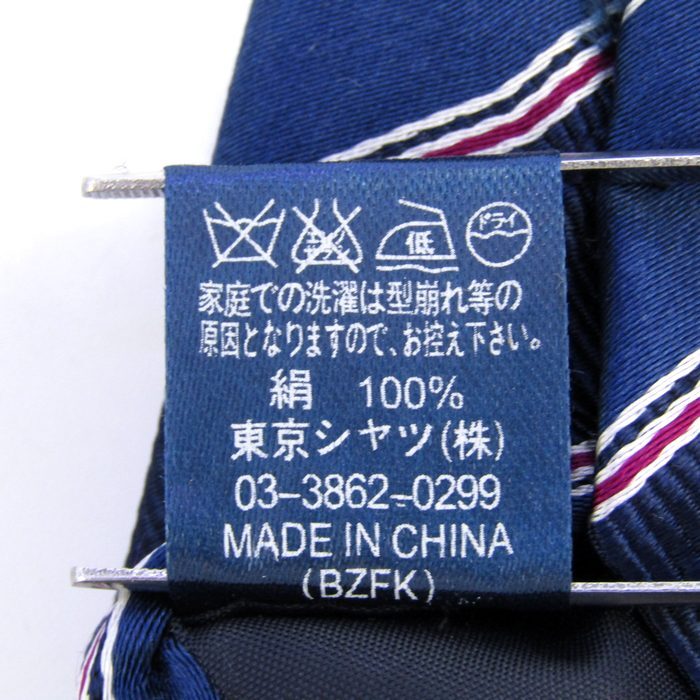 低 ドライ
家庭での洗濯は型崩れ等の
原因となりますので、お控え下さい。
絹 100%
東京シャツ(株)
03-3862-0299
MADE IN CHINA
(BZFK)